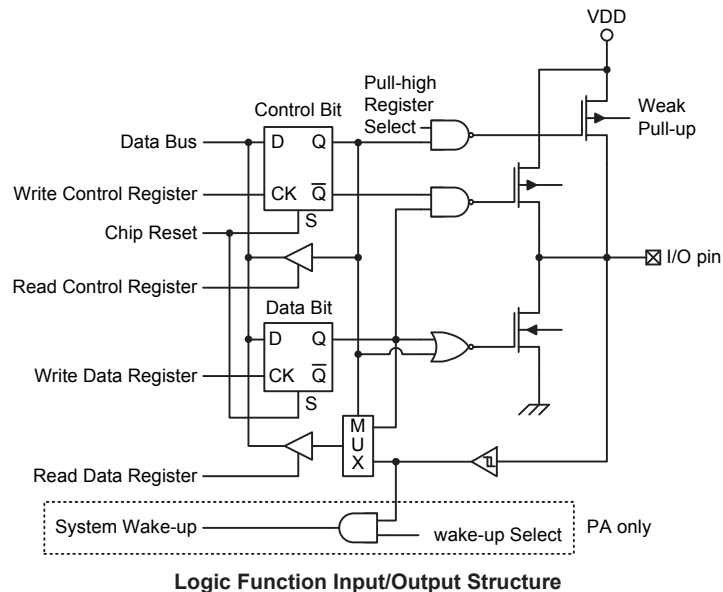 VDD
Pull-high
Register
Select
Weak
Pull-up
Control Bit
Data Bus
D
Q
Write Control Register
CK
Q
S
Chip Reset
I/O pin
Read Control Register
Data Bit
D
Q
Write Data Register
CK
Q
S
M
U
X
Read Data Register
System Wake-up
wake-up Select
PA only
Logic Function Input/Output Structure